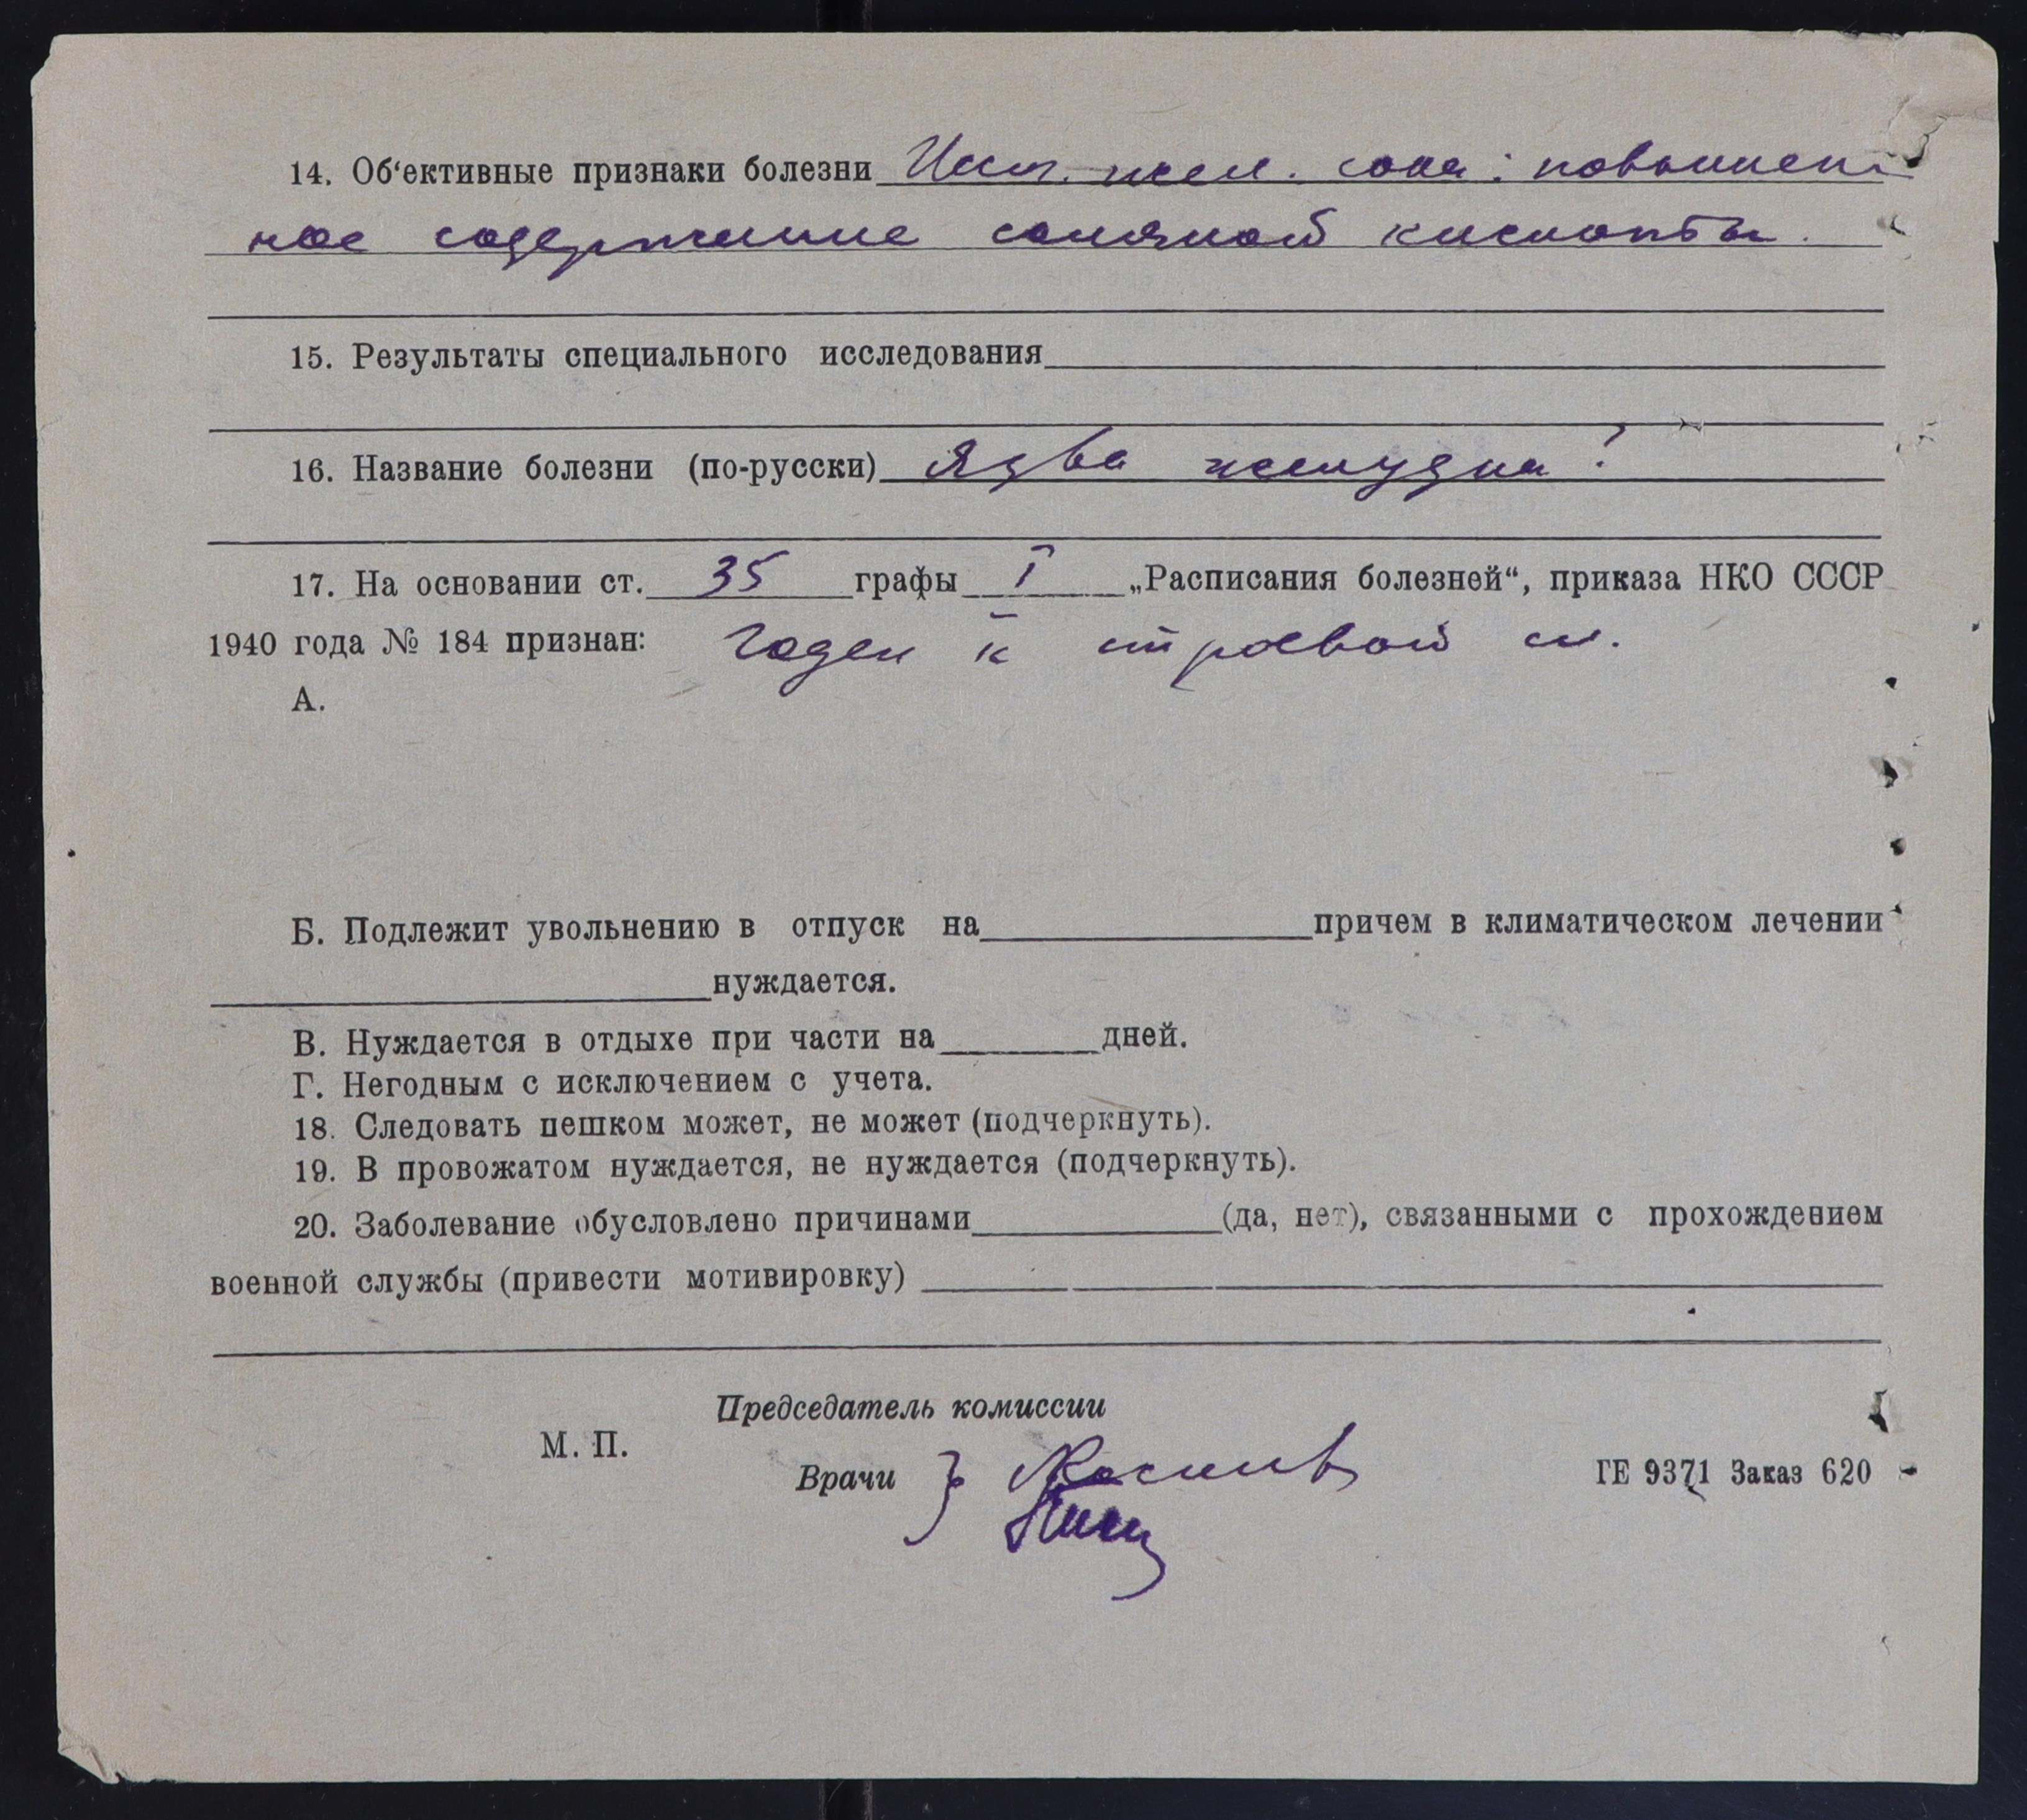 14. Об‘ективные признаки болезни Иссл. жел. сока: повышен
ное содержание соляной кислоты.
15. Результаты специального исследования
16. Название болезни (по-русски) Язва желудка?
17. На основании ст. 35 графы I „Расписания болезней“, приказа НКО СССР
1940 года № 184 признан: Годен к строевой сл.
А.
Б. Подлежит увольнению в отпуск на причем в климатическом лечении
нуждается.
В. Нуждается в отдыхе при части на дней.
Г. Негодным с исключением с учета.
18. Следовать пешком может, не может (подчеркнуть).
19. В провожатом нуждается, не нуждается (подчеркнуть).
20. Заболевание обусловлено причинами (да, нет), связанными с прохождением
военной службы (привести мотивировку)
Председатель комиссии
М. П.
Врачи
ГЕ 9371 Заказ 620